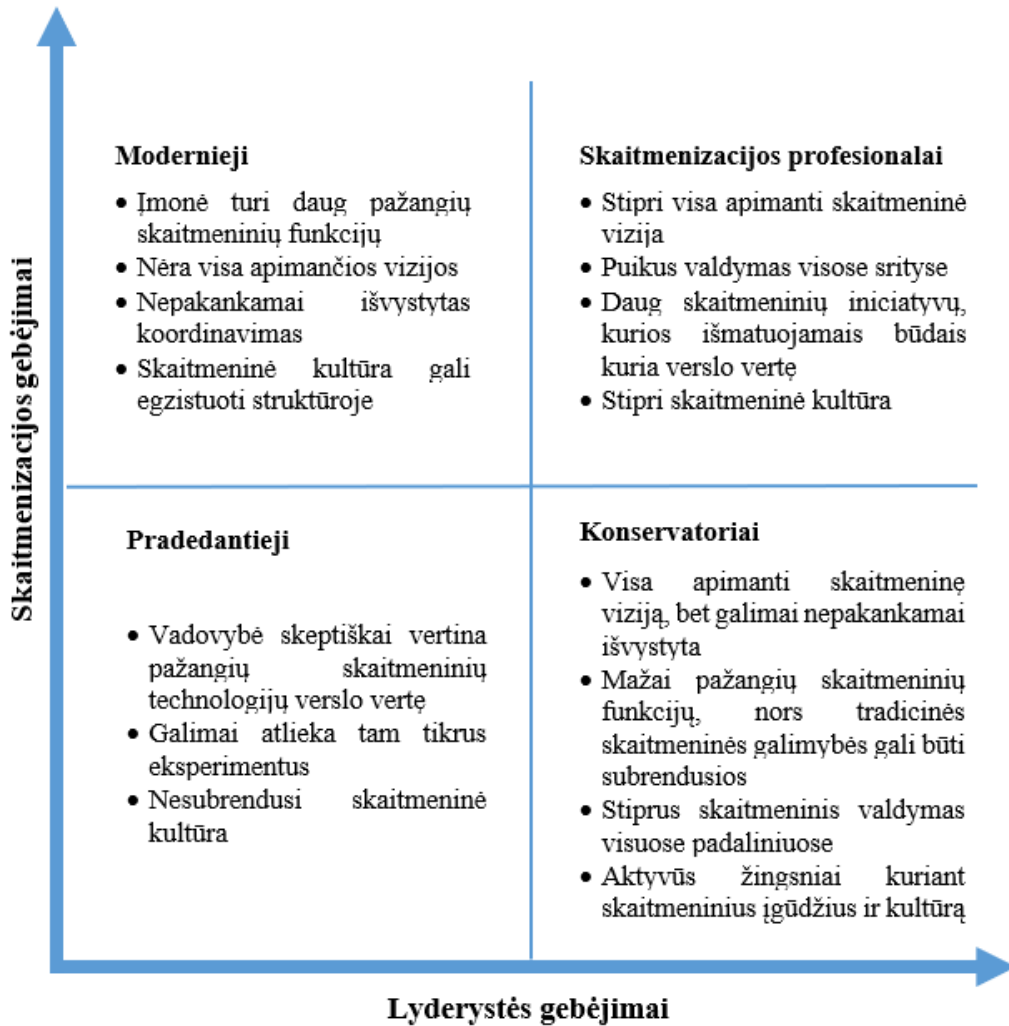 Skaitmenizacijos gebėjimai
Modernieji
• Įmonė turi daug pažangių
skaitmeninių funkcijų
• Nėra visa apimančios vizijos
• Nepakankamai išvystytas
koordinavimas
• Skaitmeninė kultūra gali
egzistuoti struktūroje
Skaitmenizacijos profesionalai
• Stipri visa apimanti skaitmeninė
vizija
• Puikus valdymas visose srityse
• Daug skaitmeninių iniciatyvų,
kurios išmatuojamais būdais
kuria verslo vertę
• Stipri skaitmeninė kultūra
Pradedantieji
• Vadovybė skeptiškai vertina
pažangių skaitmeninių
technologijų verslo vertę
• Galimai atlieka tam tikrus
eksperimentus
• Nesubrendusi skaitmeninė
kultūra
Konservatoriai
• Visa apimanti skaitmeninę
viziją, bet galimai nepakankamai
išvystyta
• Mažai pažangių skaitmeninių
funkcijų, nors tradicinės
skaitmeninės galimybės gali būti
subrendusios
• Stiprus skaitmeninis valdymas
visuose padaliniuose
• Aktyvūs žingsniai kuriant
skaitmeninius įgūdžius ir kultūrą
Lyderystės gebėjimai